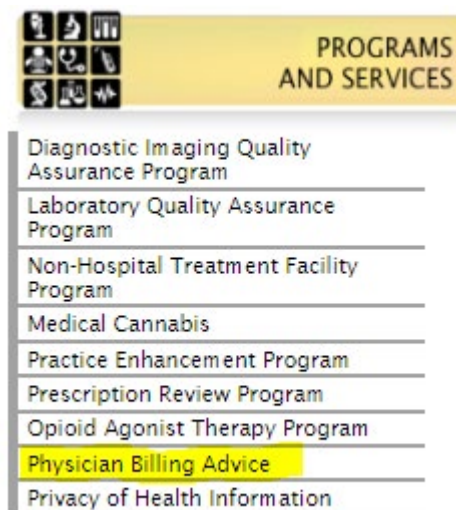 PROGRAMS
AND SERVICES
Diagnostic Imaging Quality
Assurance Program
Laboratory Quality Assurance
Program
Non-Hospital Treatment Facility
Program
Medical Cannabis
Practice Enhancement Program
Prescription Review Program
Opioid Agonist Therapy Program
Physician Billing Advice
Privacy of Health Information